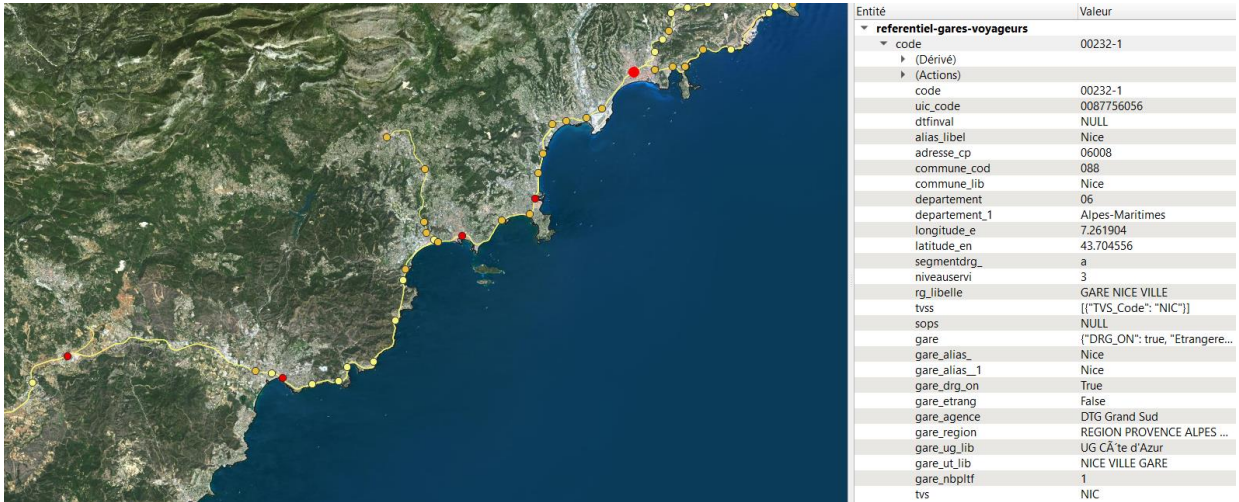 Entité Valeur
referentiel-gares-voyageurs
code 00232-1
(Dérivé)
(Actions)
code 00232-1
uic_code 0087756056
dtfinval NULL
alias_libel Nice
adresse_cp 06008
commune_cod 088
commune_lib Nice
departement 06
departement_1 Alpes-Maritimes
longitude_e 7.261904
latitude_en 43.704556
segmentdrg_ a
niveauservi 3
rg_libelle GARE NICE VILLE
tvss [{"TVS_Code": "NIC"}]
sops NULL
gare {"DRG_ON": true, "Etrangere...
gare_alias_ Nice
gare_alias__1 Nice
gare_drg_on True
gare_etrang False
gare_agence DTG Grand Sud
gare_region REGION PROVENCE ALPES ...
gare_ug_lib UG CÃ´te d'Azur
gare_ut_lib NICE VILLE GARE
gare_nbpltf 1
tvs NIC